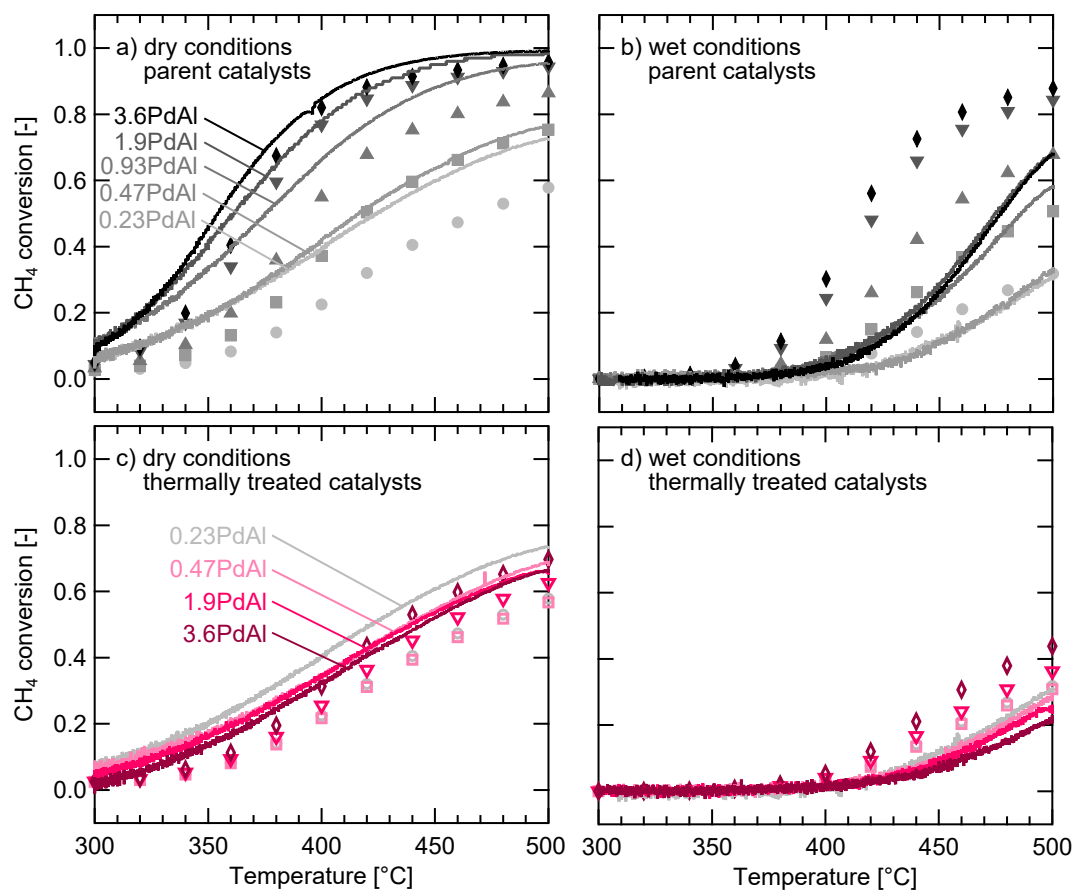 a) dry conditions
parent catalysts
b) wet conditions
parent catalysts
1.0
0.8
0.6
0.4
0.2
0.0
CH₄ conversion [-]
3.6PdAl
1.9PdAl
0.93PdAl
0.47PdAl
0.23PdAl
c) dry conditions
thermally treated catalysts
d) wet conditions
thermally treated catalysts
1.0
0.8
0.6
0.4
0.2
0.0
CH₄ conversion [-]
0.23PdAl
0.47PdAl
1.9PdAl
3.6PdAl
300
350
400
450
500
Temperature [°C]
300
350
400
450
500
Temperature [°C]